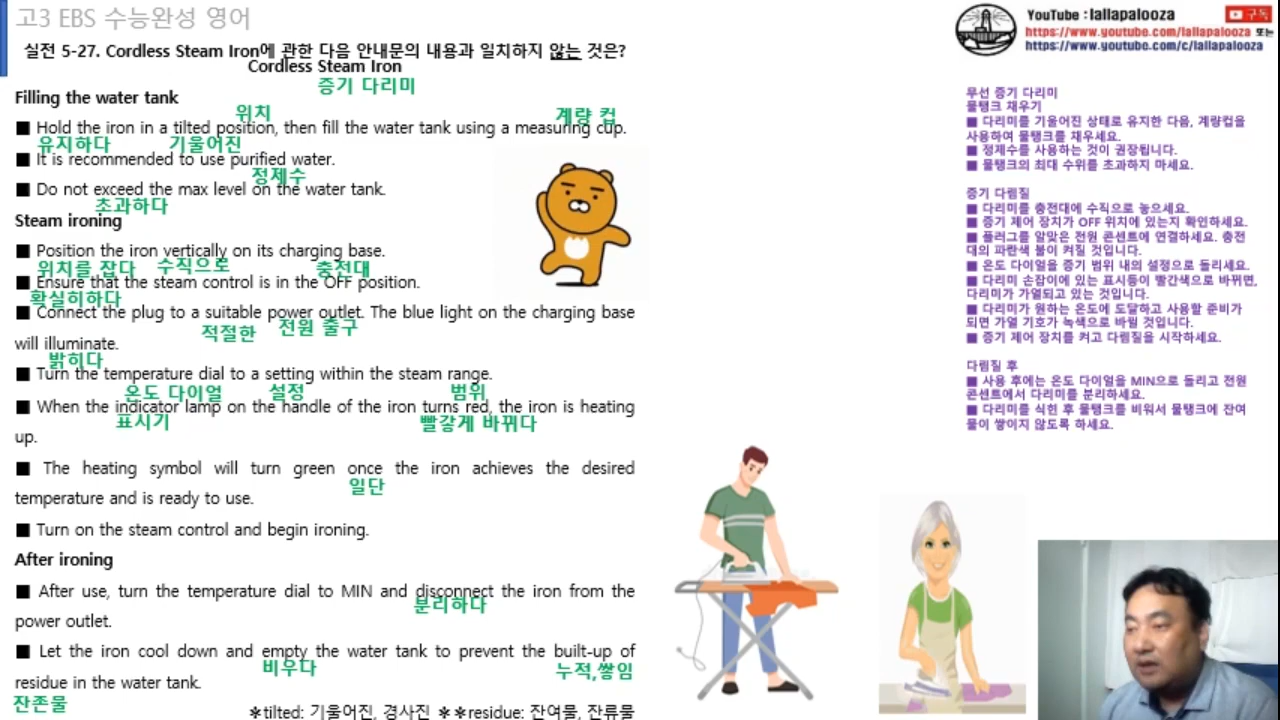 고3 EBS 수능완성 영어
실전 5-27. Cordless Steam Iron에 관한 다음 안내문의 내용과 일치하지 않는 것은?
Cordless Steam Iron
증기 다리미
Filling the water tank
위치
계량 컵
■ Hold the iron in a tilted position, then fill the water tank using a measuring cup.
유지하다 기울어진
■ It is recommended to use purified water.
정제수
■ Do not exceed the max level on the water tank.
초과하다
Steam ironing
■ Position the iron vertically on its charging base.
위치를 잡다 수직으로 충전대
■ Ensure that the steam control is in the OFF position.
확실히하다
■ Connect the plug to a suitable power outlet. The blue light on the charging base
적절한 전원 출구
will illuminate.
밝히다
■ Turn the temperature dial to a setting within the steam range.
온도 다이얼 설정 범위
■ When the indicator lamp on the handle of the iron turns red, the iron is heating
표시기 빨갛게 바뀌다
up.
■ The heating symbol will turn green once the iron achieves the desired
일단
temperature and is ready to use.
■ Turn on the steam control and begin ironing.
After ironing
■ After use, turn the temperature dial to MIN and disconnect the iron from the
분리하다
power outlet.
■ Let the iron cool down and empty the water tank to prevent the built-up of
비우다 누적,쌓임
residue in the water tank.
잔존물
∗tilted: 기울어진, 경사진 ∗∗residue: 잔여물, 잔류물
YouTube : lallapalooza
구독
https://www.youtube.com/lallapalooza 또는
https://www.youtube.com/c/lallapalooza
무선 증기 다리미
물탱크 채우기
■ 다리미를 기울어진 상태로 유지한 다음, 계량컵을
사용하여 물탱크를 채우세요.
■ 정제수를 사용하는 것이 권장됩니다.
■ 물탱크의 최대 수위를 초과하지 마세요.
증기 다림질
■ 다리미를 충전대에 수직으로 놓으세요.
■ 증기 제어 장치가 OFF 위치에 있는지 확인하세요.
■ 플러그를 알맞은 전원 콘센트에 연결하세요. 충전
대의 파란색 불이 켜질 것입니다.
■ 온도 다이얼을 증기 범위 내의 설정으로 돌리세요.
■ 다리미 손잡이에 있는 표시등이 빨간색으로 바뀌면,
다리미가 가열되고 있는 것입니다.
■ 다리미가 원하는 온도에 도달하고 사용할 준비가
되면 가열 기호가 녹색으로 바뀔 것입니다.
■ 증기 제어 장치를 켜고 다림질을 시작하세요.
다림질 후
■ 사용 후에는 온도 다이얼을 MIN으로 돌리고 전원
콘센트에서 다리미를 분리하세요.
■ 다리미를 식힌 후 물탱크를 비워서 물탱크에 잔여
물이 쌓이지 않도록 하세요.